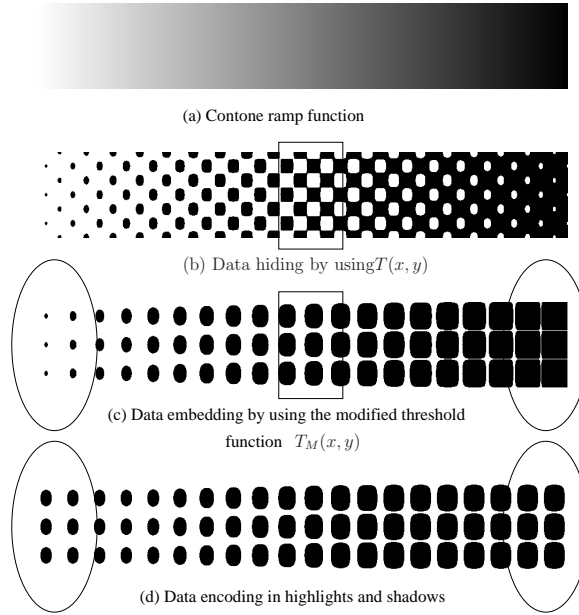 (a) Contone ramp function
(b) Data hiding by usingT(x, y)
(c) Data embedding by using the modified threshold
function T_M(x, y)
(d) Data encoding in highlights and shadows